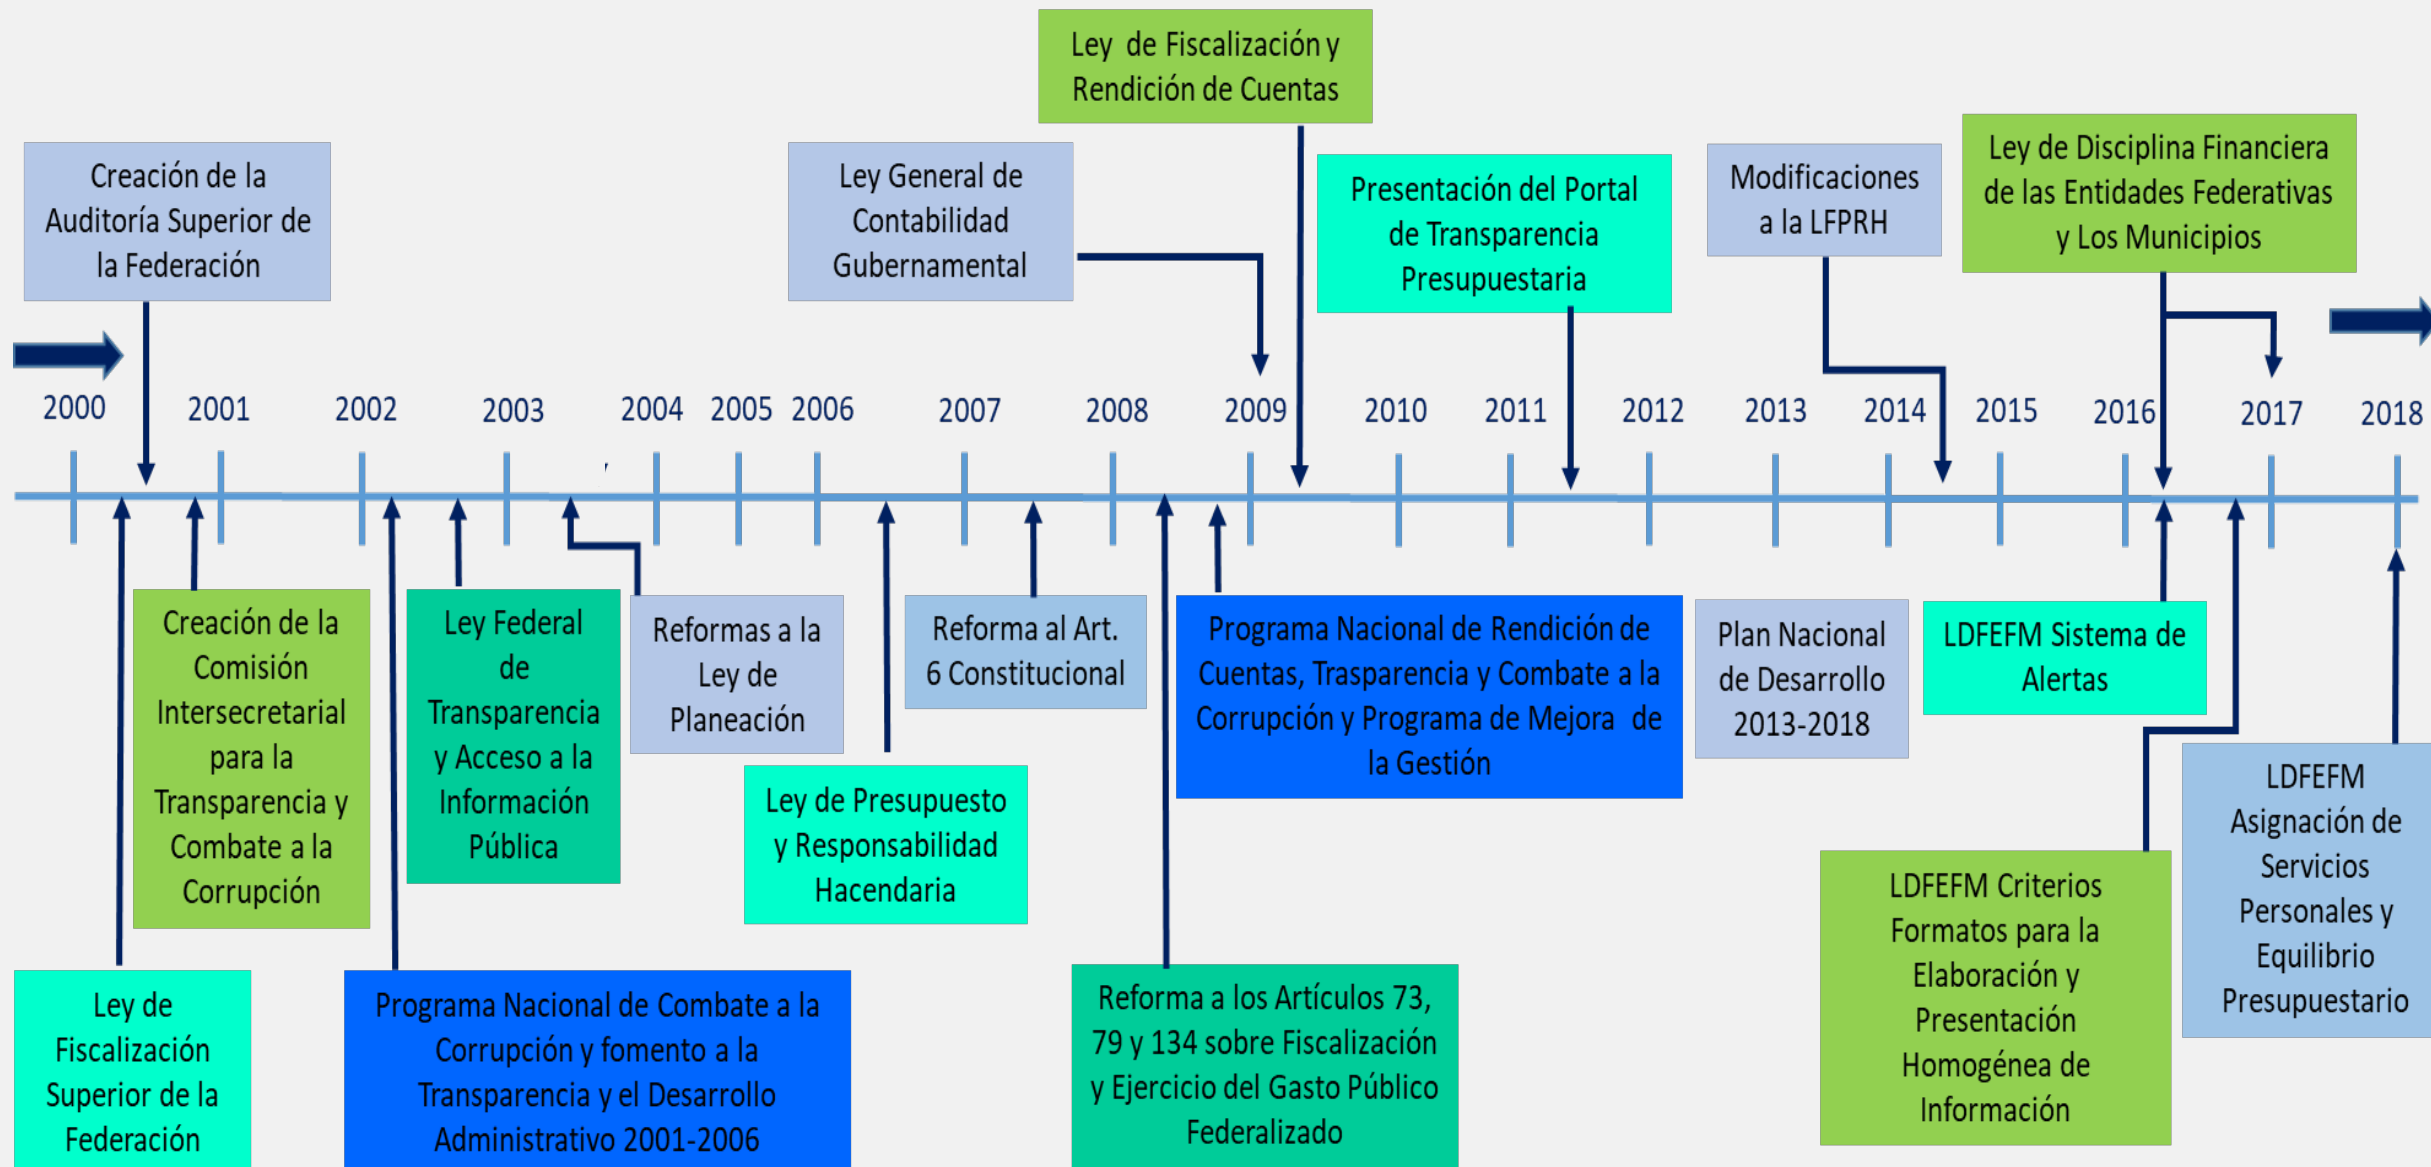 Ley de Fiscalización y
Rendición de Cuentas
Creación de la
Auditoría Superior de
la Federación
Ley General de
Contabilidad
Gubernamental
Presentación del Portal
de Transparencia
Presupuestaria
Modificaciones
a la LFPRH
Ley de Disciplina Financiera
de las Entidades Federativas
y Los Municipios
2000 2001 2002 2003 2004 2005 2006 2007 2008 2009 2010 2011 2012 2013 2014 2015 2016 2017 2018
Creación de la
Comisión
Intersecretarial
para la
Transparencia y
Combate a la
Corrupción
Ley Federal
de
Transparencia
y Acceso a la
Información
Pública
Reformas a la
Ley de
Planeación
Reforma al Art.
6 Constitucional
Programa Nacional de Rendición de
Cuentas, Trasparencia y Combate a la
Corrupción y Programa de Mejora de
la Gestión
Plan Nacional
de Desarrollo
2013-2018
LDFEFM Sistema de
Alertas
Ley de Presupuesto
y Responsabilidad
Hacendaria
LDFEFM
Asignación de
Servicios
Personales y
Equilibrio
Presupuestario
LDFEFM Criterios
Formatos para la
Elaboración y
Presentación
Homogénea de
Información
Ley de
Fiscalización
Superior de la
Federación
Programa Nacional de Combate a la
Corrupción y fomento a la
Transparencia y el Desarrollo
Administrativo 2001-2006
Reforma a los Artículos 73,
79 y 134 sobre Fiscalización
y Ejercicio del Gasto Público
Federalizado